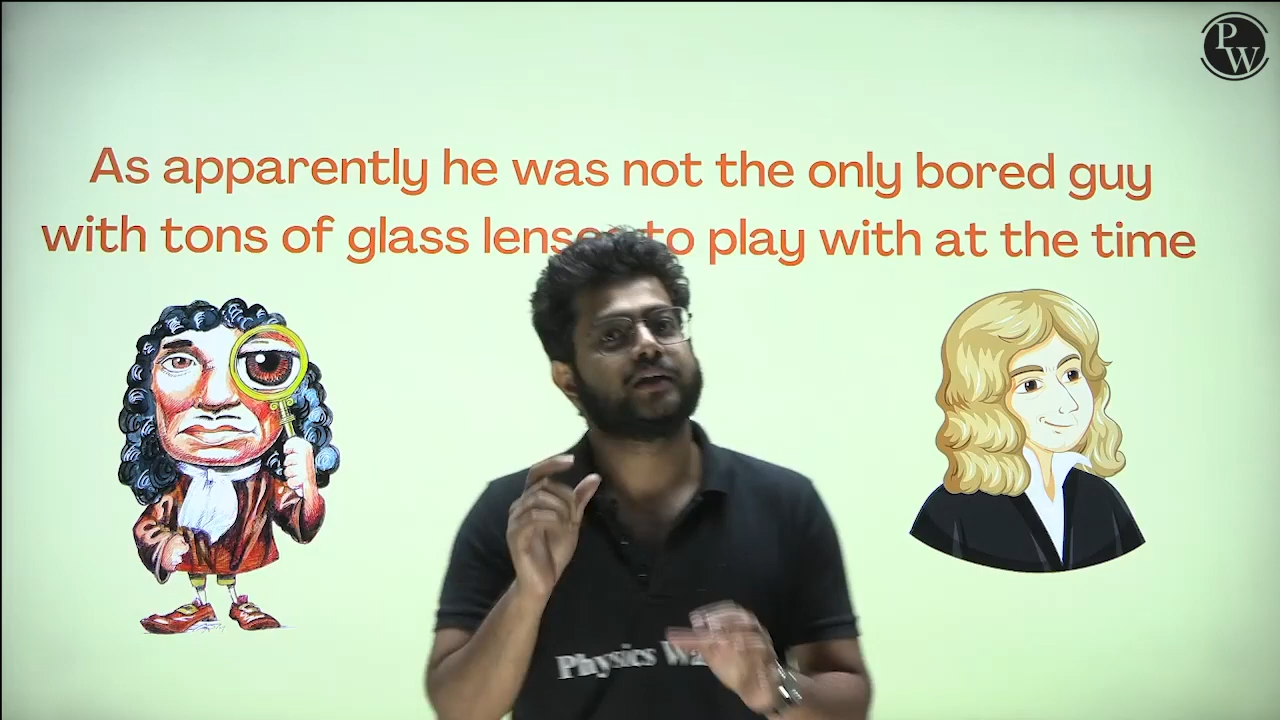 PW
As apparently he was not the only bored guy
with tons of glass lenses to play with at the time
Physics Wa